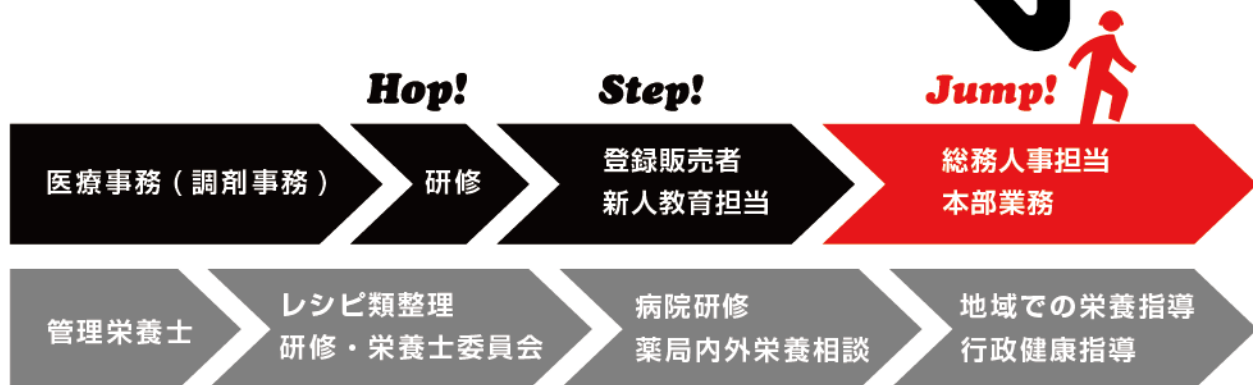 Hop!
Step!
Jump!
医療事務 ( 調剤事務 )
研修
登録販売者
新人教育担当
総務人事担当
本部業務
管理栄養士
レシピ類整理
研修・栄養士委員会
病院研修
薬局内外栄養相談
地域での栄養指導
行政健康指導